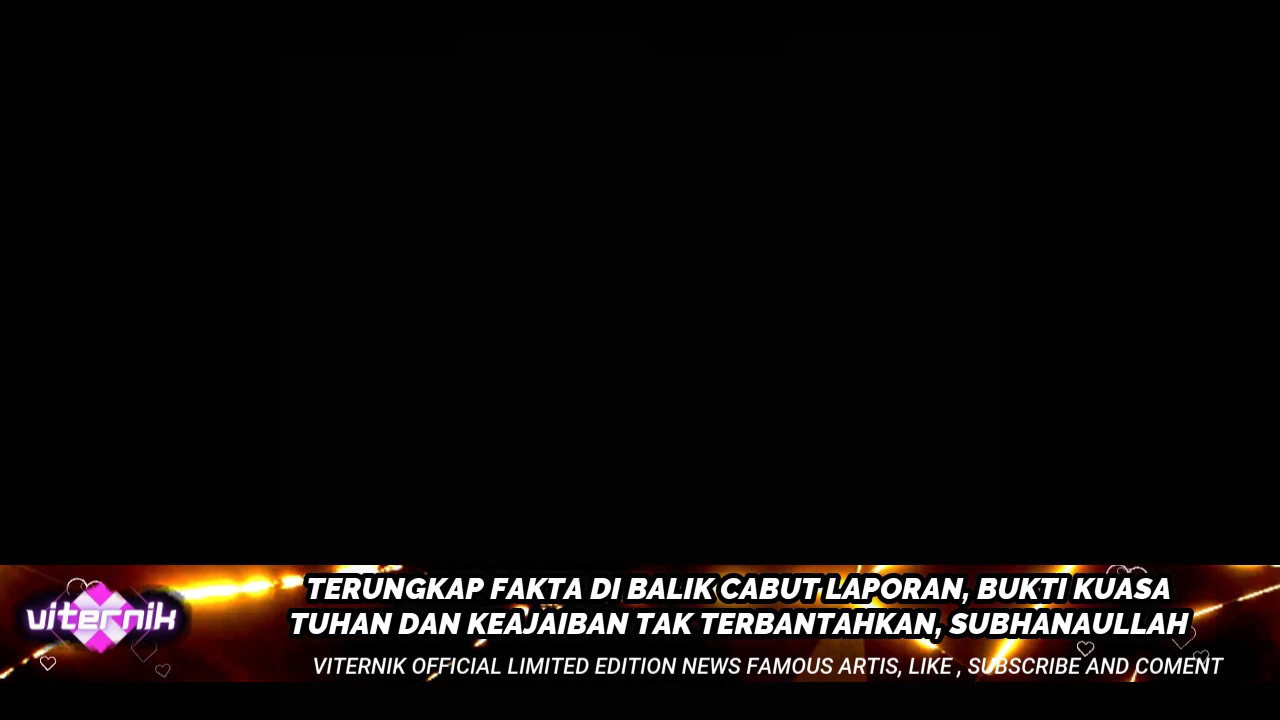 TERUNGKAP FAKTA DI BALIK CABUT LAPORAN, BUKTI KUASA
TUHAN DAN KEAJAIBAN TAK TERBANTAHKAN, SUBHANAULLAH
viternik
VITERNIK OFFICIAL LIMITED EDITION NEWS FAMOUS ARTIS, LIKE , SUBSCRIBE AND COMENT